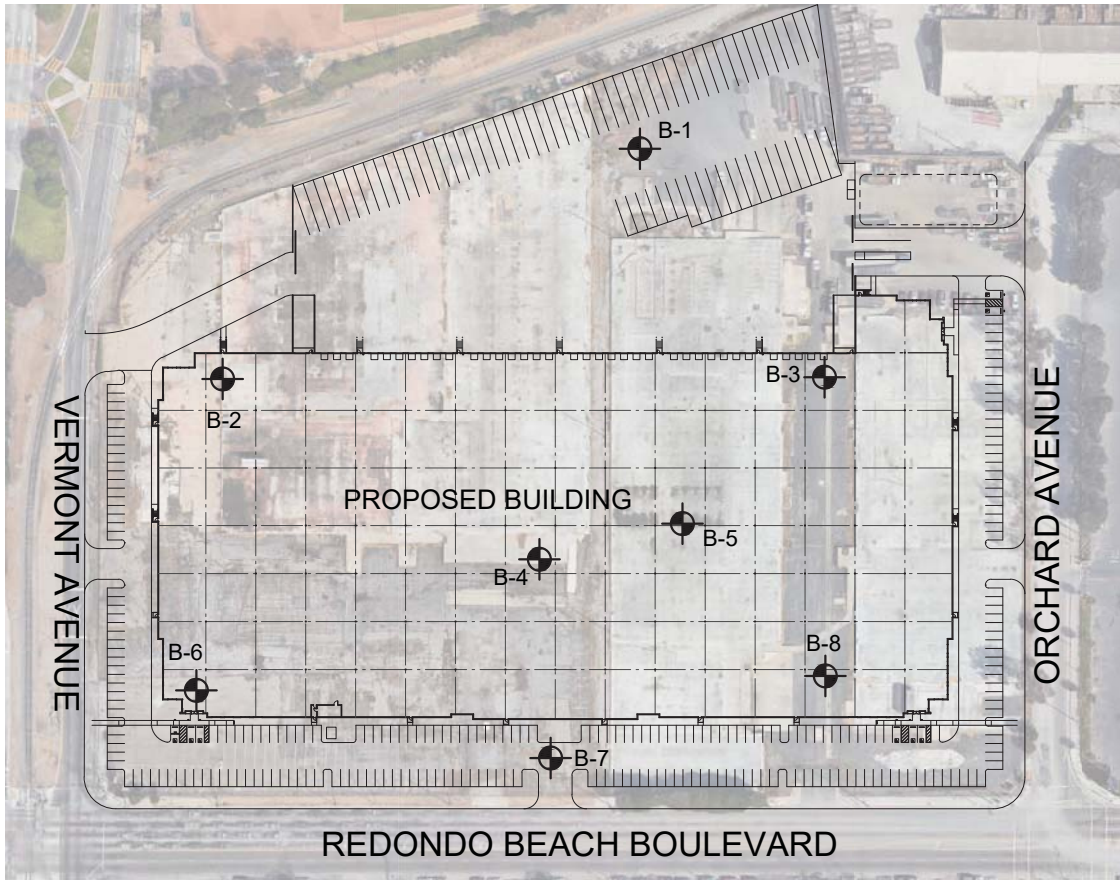 B-1
B-3
B-2
VERMONT AVENUE
ORCHARD AVENUE
PROPOSED BUILDING
B-5
B-4
B-6
B-8
B-7
REDONDO BEACH BOULEVARD